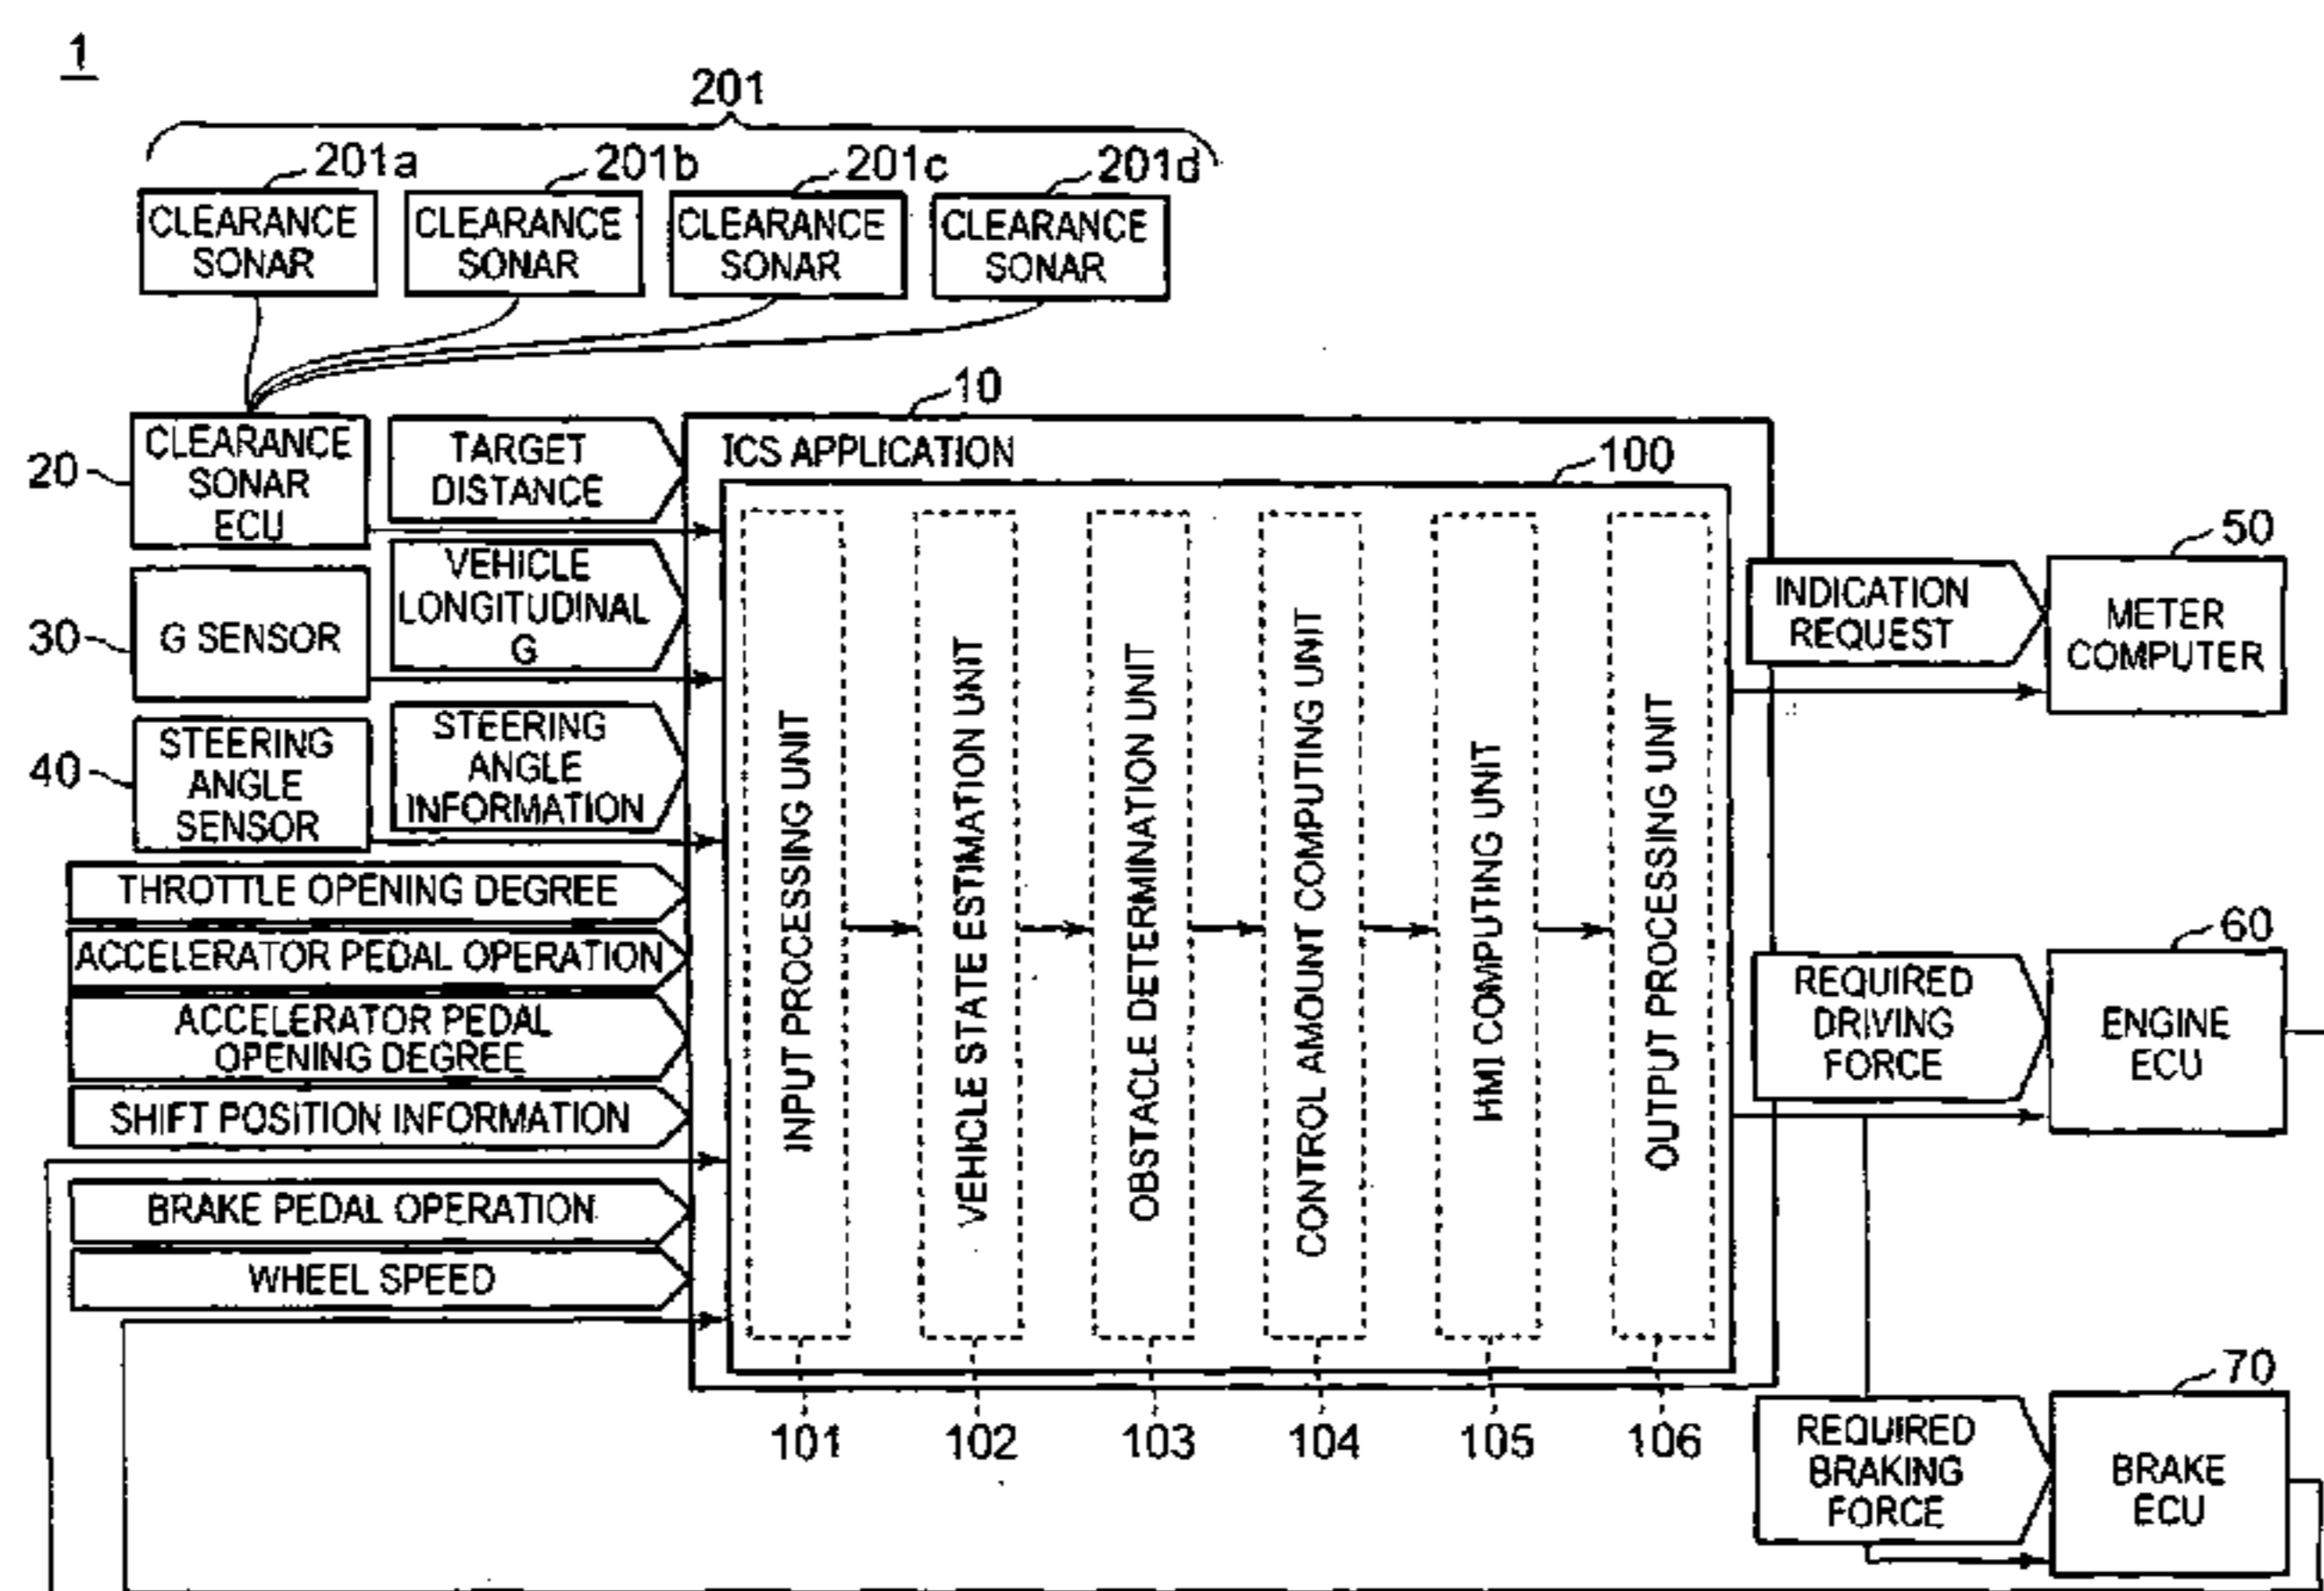 1
201
201a
201b
201c
201d
CLEARANCE
SONAR
CLEARANCE
SONAR
CLEARANCE
SONAR
CLEARANCE
SONAR
10
20
CLEARANCE
SONAR
ECU
TARGET
DISTANCE
ICS APPLICATION
100
30
G SENSOR
VEHICLE
LONGITUDINAL
G
40
STEERING
ANGLE
SENSOR
STEERING
ANGLE
INFORMATION
THROTTLE OPENING DEGREE
ACCELERATOR PEDAL OPERATION
ACCELERATOR PEDAL
OPENING DEGREE
SHIFT POSITION INFORMATION
BRAKE PEDAL OPERATION
WHEEL SPEED
INPUT PROCESSING UNIT
VEHICLE STATE ESTIMATION UNIT
OBSTACLE DETERMINATION UNIT
CONTROL AMOUNT COMPUTING UNIT
HMI COMPUTING UNIT
OUTPUT PROCESSING UNIT
101
102
103
104
105
106
INDICATION
REQUEST
50
METER
COMPUTER
REQUIRED
DRIVING
FORCE
60
ENGINE
ECU
REQUIRED
BRAKING
FORCE
70
BRAKE
ECU